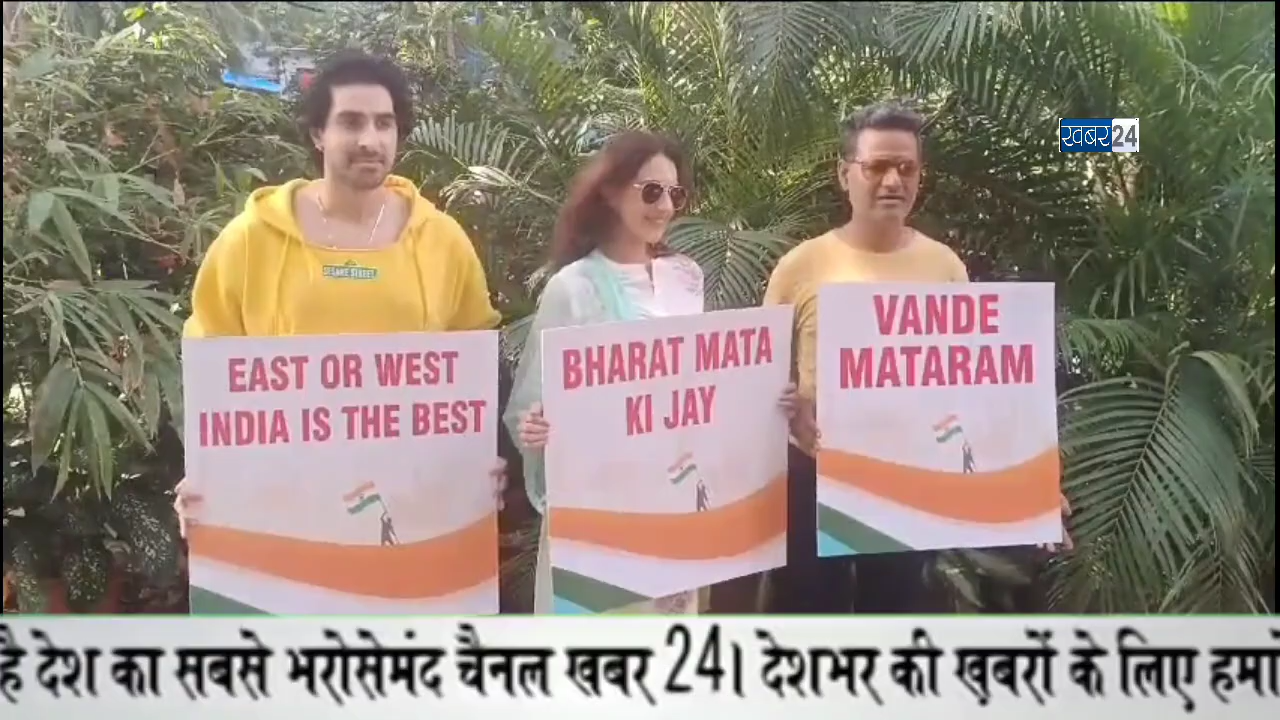 खबर24
SESAME STREET
EAST OR WEST
INDIA IS THE BEST
BHARAT MATA
KI JAY
VANDE
MATARAM
है देश का सबसे भरोसेमंद चैनल खबर 24। देशभर की ख़बरों के लिए हमा